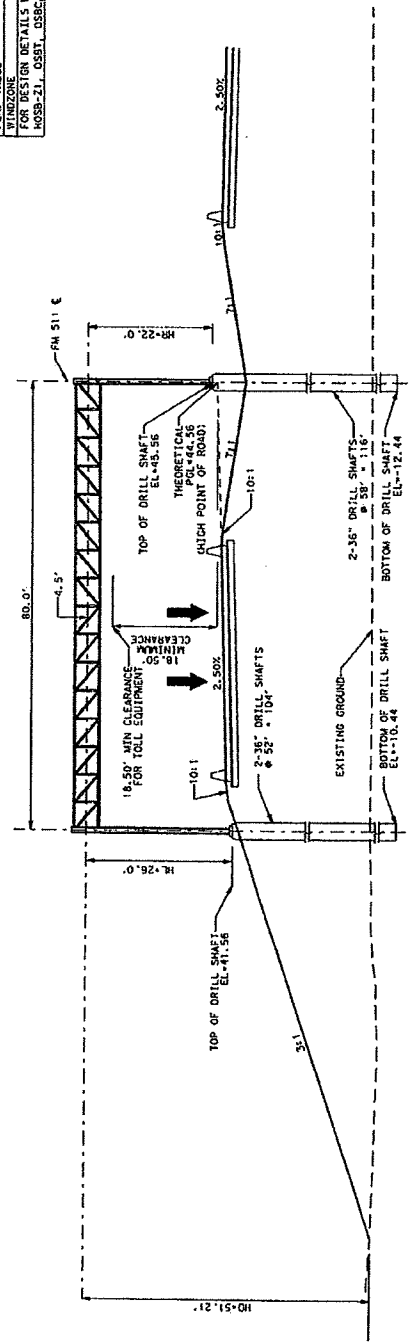 WINDZONE
FOR DESIGN DETAILS
HOSB-Z1, OSBT, OSBC,
FM 511 ℄
80.0'
4.5'
HR=22.0'
HL=26.0'
HO=51.21'
18.50' MIN CLEARANCE
FOR TOLL EQUIPMENT
18.50'
MINIMUM
CLEARANCE
TOP OF DRILL SHAFT
EL=45.56
THEORETICAL
PGL=44.56
(HIGH POINT OF ROAD)
TOP OF DRILL SHAFT
EL=41.56
10:1
2.50%
10:1
7:1
7:1
10:1
2.50%
3:1
2-36" DRILL SHAFTS
@ 52' = 104'
2-36" DRILL SHAFTS
@ 58' = 116'
EXISTING GROUND
BOTTOM OF DRILL SHAFT
EL=-10.44
BOTTOM OF DRILL SHAFT
EL=-12.44